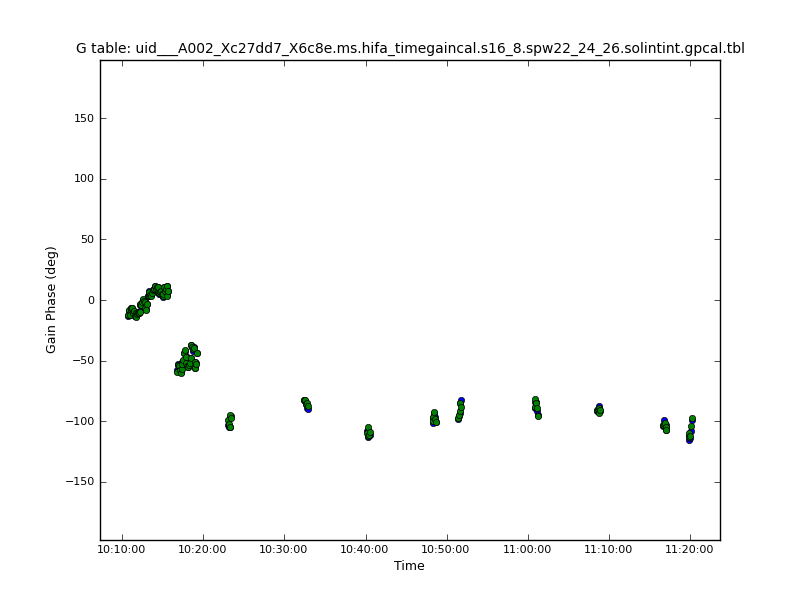 G table: uid___A002_Xc27dd7_X6c8e.ms.hifa_timegaincal.s16_8.spw22_24_26.solintint.gpcal.tbl
150
100
50
0
−50
−100
−150
Gain Phase (deg)
10:10:00 10:20:00 10:30:00 10:40:00 10:50:00 11:00:00 11:10:00 11:20:00
Time